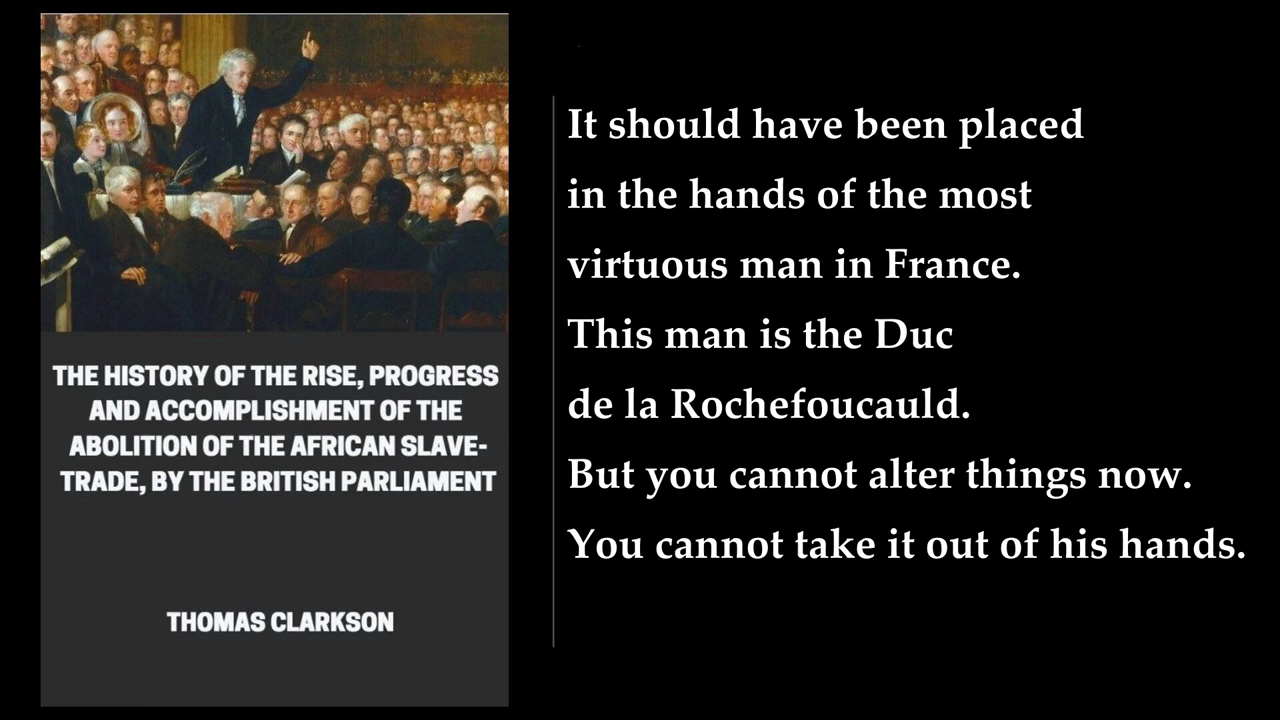 THE HISTORY OF THE RISE, PROGRESS
AND ACCOMPLISHMENT OF THE
ABOLITION OF THE AFRICAN SLAVE-
TRADE, BY THE BRITISH PARLIAMENT
THOMAS CLARKSON
It should have been placed
in the hands of the most
virtuous man in France.
This man is the Duc
de la Rochefoucauld.
But you cannot alter things now.
You cannot take it out of his hands.